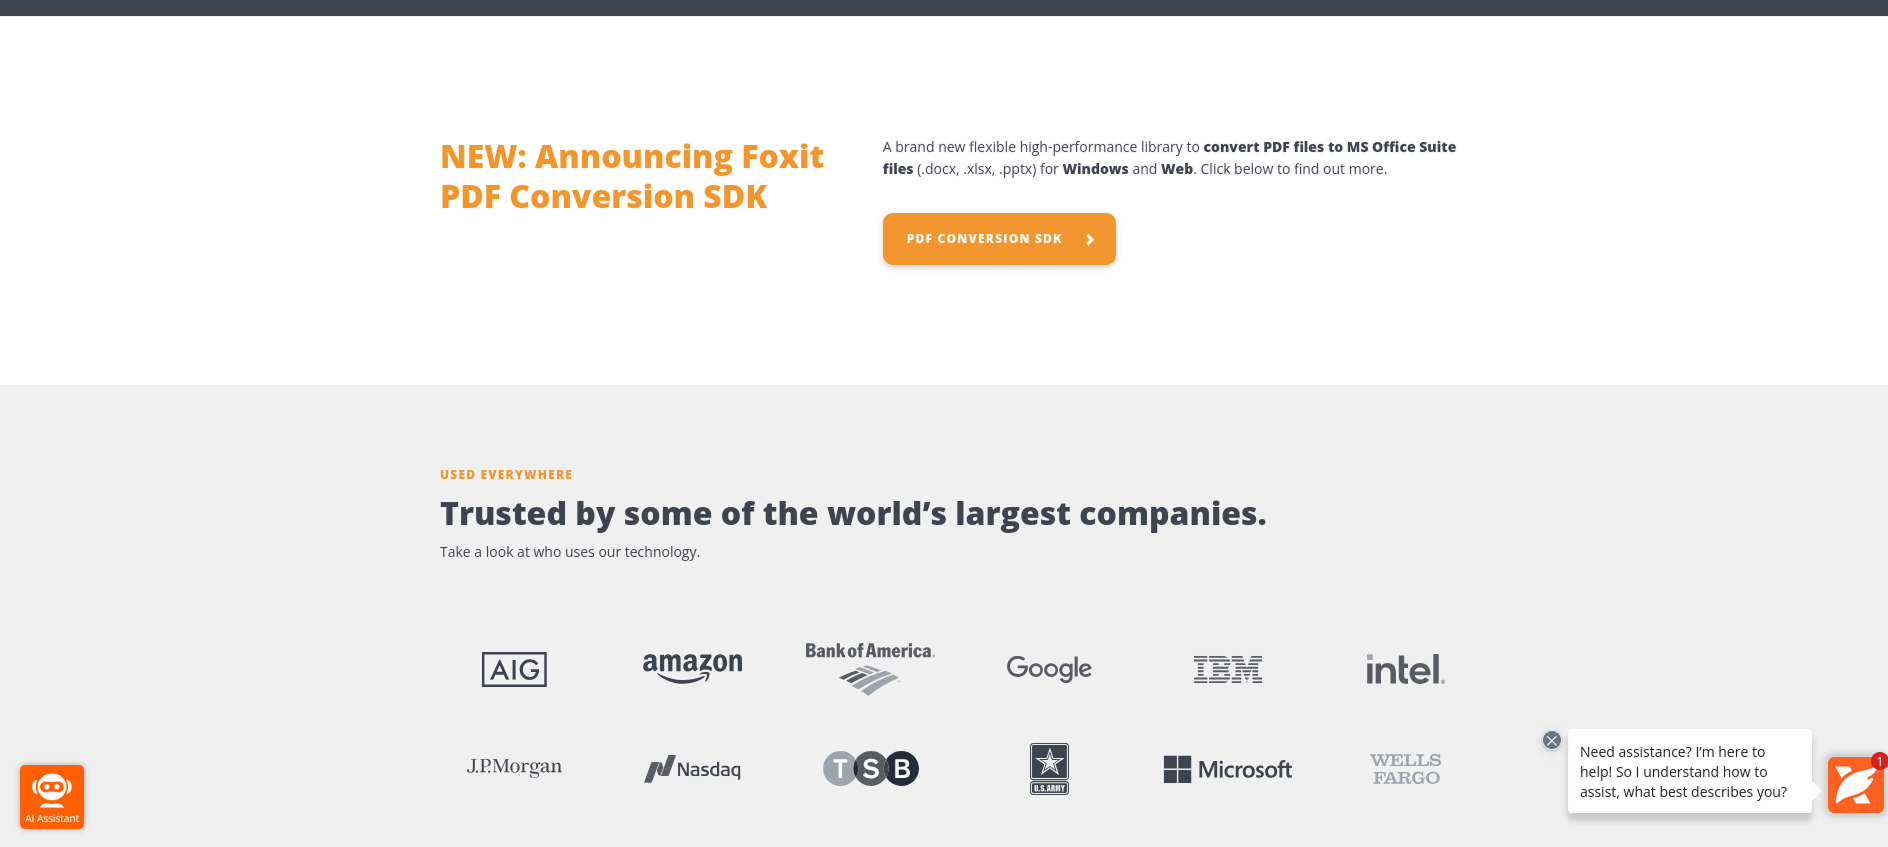 NEW: Announcing Foxit
PDF Conversion SDK
A brand new flexible high-performance library to convert PDF files to MS Office Suite
files (.docx, .xlsx, .pptx) for Windows and Web. Click below to find out more.
PDF CONVERSION SDK
USED EVERYWHERE
Trusted by some of the world’s largest companies.
Take a look at who uses our technology.
AIG
amazon
Bank of America.
Google
IBM
intel.
J.P.Morgan
Nasdaq
TSB
U.S.ARMY
Microsoft
WELLS
FARGO
AI Assistant
Need assistance? I’m here to
help! So I understand how to
assist, what best describes you?
1